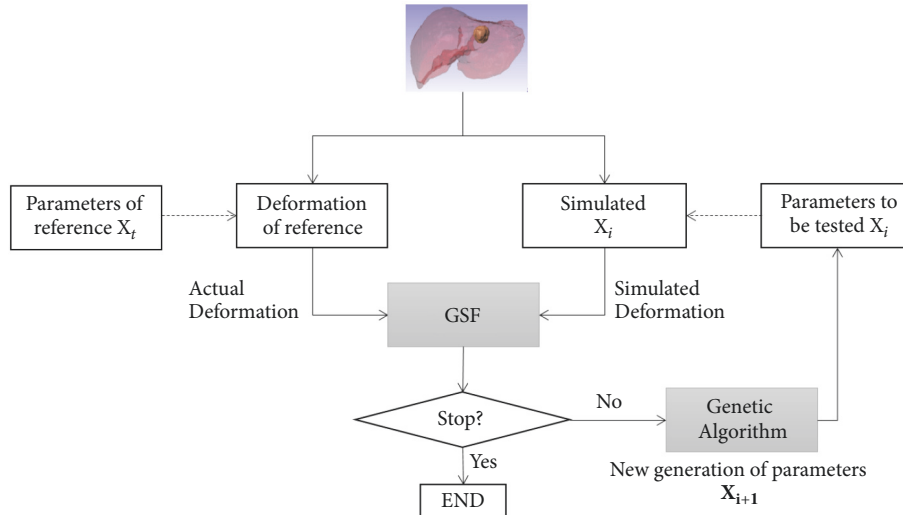 Parameters of
reference X_t
Deformation
of reference
Simulated
X_i
Parameters to
be tested X_i
Actual
Deformation
GSF
Simulated
Deformation
Stop?
No
Genetic
Algorithm
Yes
New generation of parameters
X_{i+1}
END